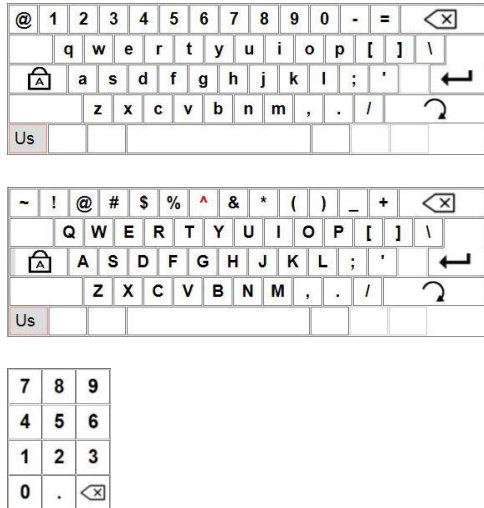 @ 1 2 3 4 5 6 7 8 9 0 - =
q w e r t y u i o p [ ] \
A a s d f g h j k l ; '
z x c v b n m , . /
Us
~ ! @ # $ % ^ & * ( ) _ +
Q W E R T Y U I O P [ ] \
A A S D F G H J K L ; '
Z X C V B N M , . /
Us
7 8 9
4 5 6
1 2 3
0 .